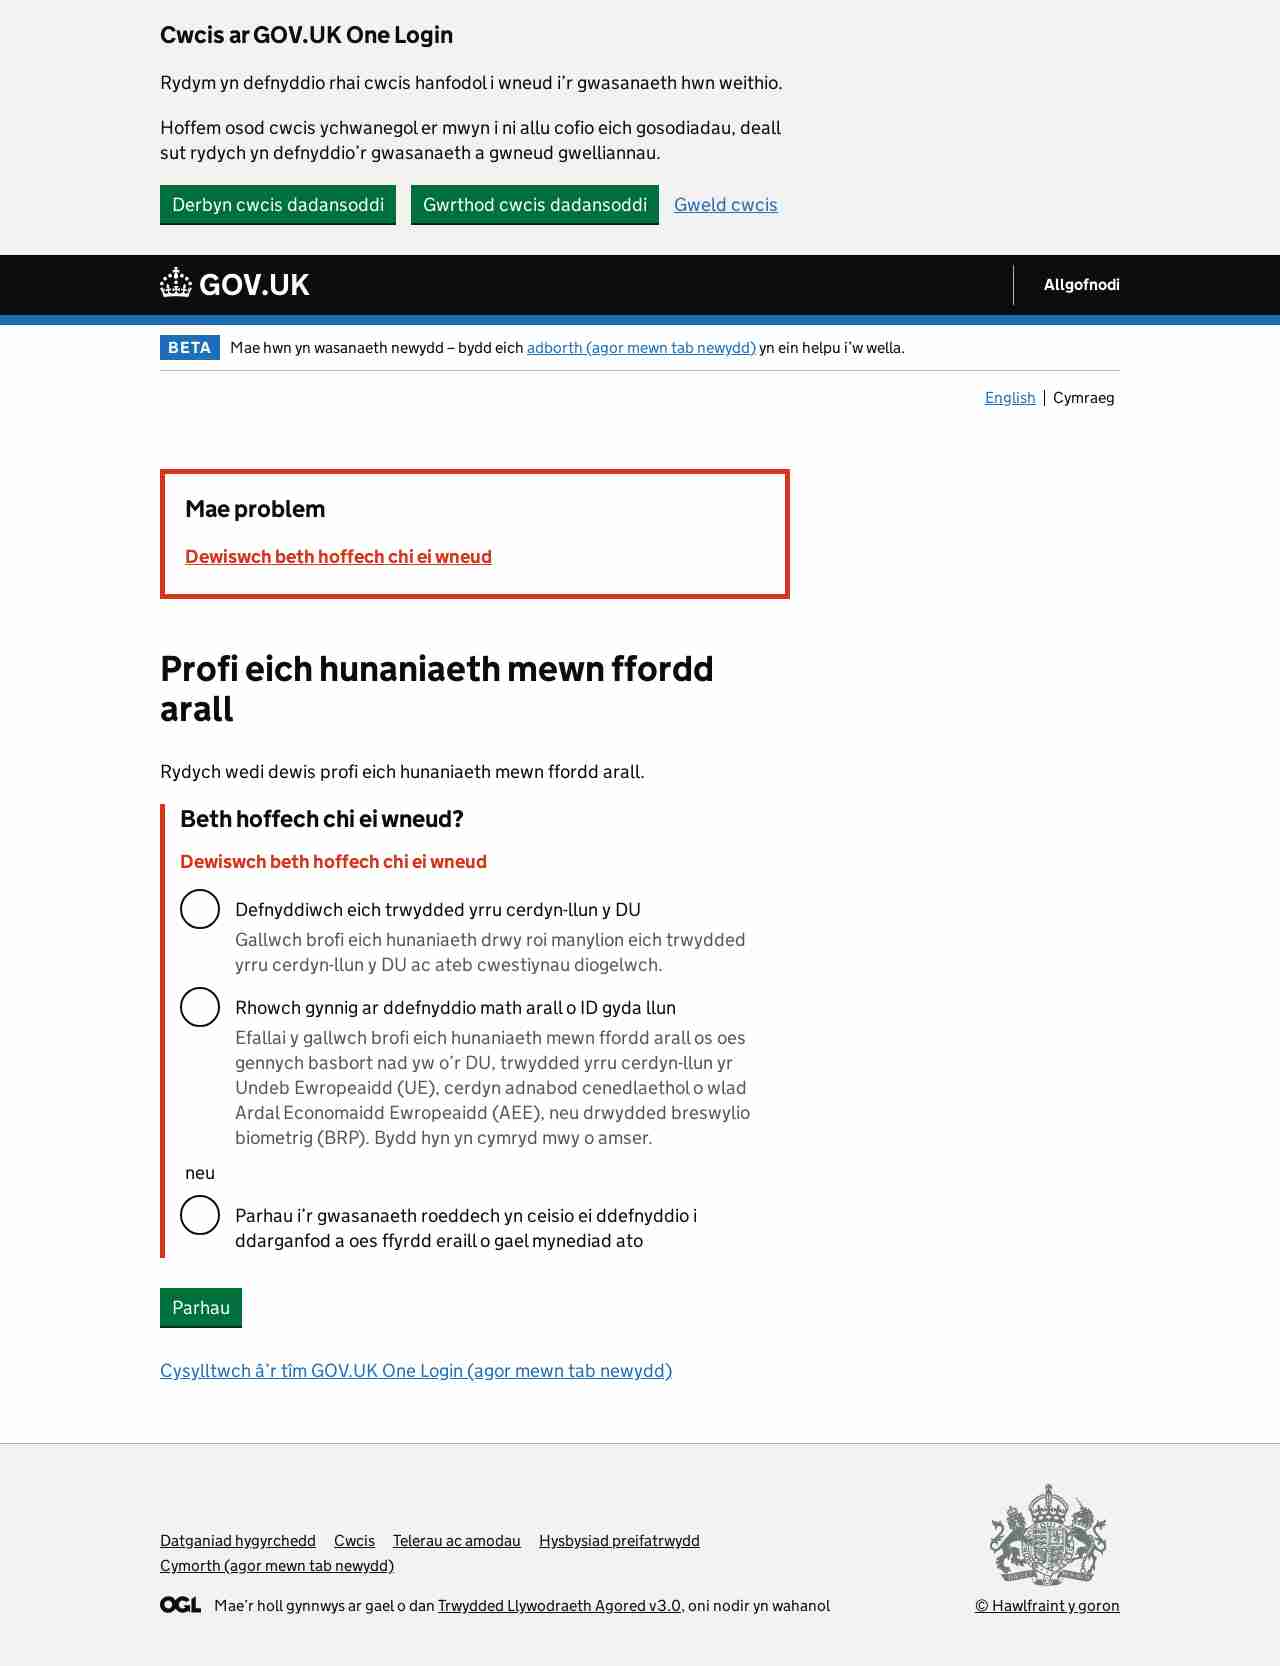 Cwcis ar GOV.UK One Login
Rydym yn defnyddio rhai cwcis hanfodol i wneud i’r gwasanaeth hwn weithio.
Hoffem osod cwcis ychwanegol er mwyn i ni allu cofio eich gosodiadau, deall
sut rydych yn defnyddio’r gwasanaeth a gwneud gwelliannau.
Derbyn cwcis dadansoddi Gwrthod cwcis dadansoddi Gweld cwcis
GOV.UK Allgofnodi
BETA Mae hwn yn wasanaeth newydd – bydd eich adborth (agor mewn tab newydd) yn ein helpu i’w wella.
English Cymraeg
Mae problem
Dewiswch beth hoffech chi ei wneud
Profi eich hunaniaeth mewn ffordd
arall
Rydych wedi dewis profi eich hunaniaeth mewn ffordd arall.
Beth hoffech chi ei wneud?
Dewiswch beth hoffech chi ei wneud
Defnyddiwch eich trwydded yrru cerdyn-llun y DU
Gallwch brofi eich hunaniaeth drwy roi manylion eich trwydded
yrru cerdyn-llun y DU ac ateb cwestiynau diogelwch.
Rhowch gynnig ar ddefnyddio math arall o ID gyda llun
Efallai y gallwch brofi eich hunaniaeth mewn ffordd arall os oes
gennych basbort nad yw o’r DU, trwydded yrru cerdyn-llun yr
Undeb Ewropeaidd (UE), cerdyn adnabod cenedlaethol o wlad
Ardal Economaidd Ewropeaidd (AEE), neu drwydded breswylio
biometrig (BRP). Bydd hyn yn cymryd mwy o amser.
neu
Parhau i’r gwasanaeth roeddech yn ceisio ei ddefnyddio i
ddarganfod a oes ffyrdd eraill o gael mynediad ato
Parhau
Cysylltwch â’r tîm GOV.UK One Login (agor mewn tab newydd)
Datganiad hygyrchedd Cwcis Telerau ac amodau Hysbysiad preifatrwydd
Cymorth (agor mewn tab newydd)
OGL Mae’r holl gynnwys ar gael o dan Trwydded Llywodraeth Agored v3.0, oni nodir yn wahanol
© Hawlfraint y goron